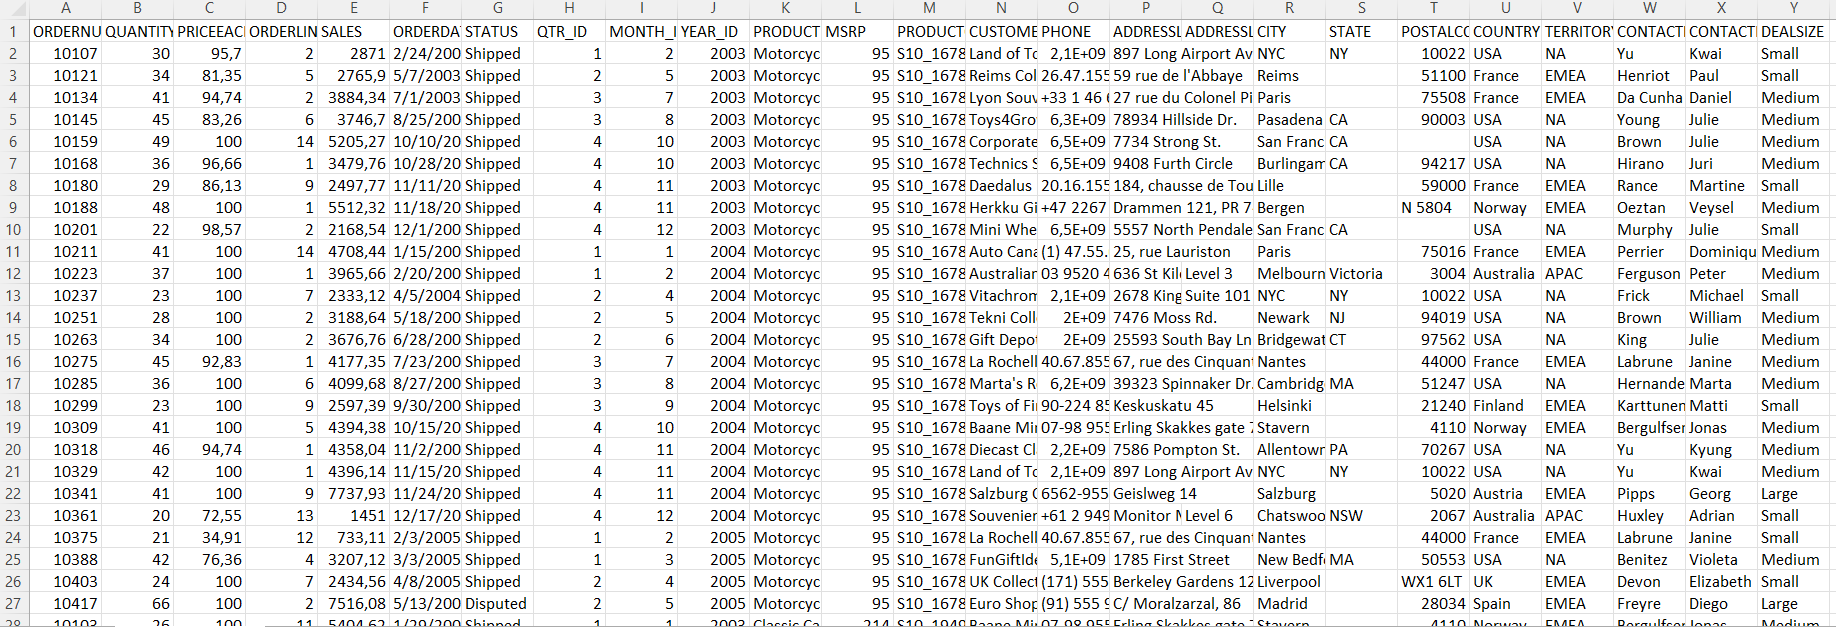 A B C D E F G H I J K L M N O P Q R S T U V W X Y
1 ORDERNU QUANTITY PRICEEAC ORDERLIN SALES ORDERDA STATUS QTR_ID MONTH_I YEAR_ID PRODUCT MSRP PRODUCT CUSTOME PHONE ADDRESSL ADDRESSL CITY STATE POSTALCO COUNTRY TERRITOR CONTACT CONTACT DEALSIZE
2 10107 30 95,7 2 2871 2/24/200 Shipped 1 2 2003 Motorcyc 95 S10_1678 Land of To 2,1E+09 897 Long Airport Av NYC NY 10022 USA NA Yu Kwai Small
3 10121 34 81,35 5 2765,9 5/7/2003 Shipped 2 5 2003 Motorcyc 95 S10_1678 Reims Col 26.47.155 59 rue de l'Abbaye Reims 51100 France EMEA Henriot Paul Small
4 10134 41 94,74 2 3884,34 7/1/2003 Shipped 3 7 2003 Motorcyc 95 S10_1678 Lyon Souv +33 1 46 6 27 rue du Colonel Pi Paris 75508 France EMEA Da Cunha Daniel Medium
5 10145 45 83,26 6 3746,7 8/25/200 Shipped 3 8 2003 Motorcyc 95 S10_1678 Toys4Gro 6,3E+09 78934 Hillside Dr. Pasadena CA 90003 USA NA Young Julie Medium
6 10159 49 100 14 5205,27 10/10/20 Shipped 4 10 2003 Motorcyc 95 S10_1678 Corporate 6,5E+09 7734 Strong St. San Franc CA USA NA Brown Julie Medium
7 10168 36 96,66 1 3479,76 10/28/20 Shipped 4 10 2003 Motorcyc 95 S10_1678 Technics S 6,5E+09 9408 Furth Circle Burlingam CA 94217 USA NA Hirano Juri Medium
8 10180 29 86,13 9 2497,77 11/11/20 Shipped 4 11 2003 Motorcyc 95 S10_1678 Daedalus 20.16.155 184, chausse de Tou Lille 59000 France EMEA Rance Martine Small
9 10188 48 100 1 5512,32 11/18/20 Shipped 4 11 2003 Motorcyc 95 S10_1678 Herkku Gi +47 2267 Drammen 121, PR 7 Bergen N 5804 Norway EMEA Oeztan Veysel Medium
10 10201 22 98,57 2 2168,54 12/1/200 Shipped 4 12 2003 Motorcyc 95 S10_1678 Mini Whe 6,5E+09 5557 North Pendale San Franc CA USA NA Murphy Julie Small
11 10211 41 100 14 4708,44 1/15/200 Shipped 1 1 2004 Motorcyc 95 S10_1678 Auto Cana (1) 47.55. 25, rue Lauriston Paris 75016 France EMEA Perrier Dominiqu Medium
12 10223 37 100 1 3965,66 2/20/200 Shipped 1 2 2004 Motorcyc 95 S10_1678 Australian 03 9520 4 636 St Kil Level 3 Melbourn Victoria 3004 Australia APAC Ferguson Peter Medium
13 10237 23 100 7 2333,12 4/5/2004 Shipped 2 4 2004 Motorcyc 95 S10_1678 Vitachrom 2,1E+09 2678 King Suite 101 NYC NY 10022 USA NA Frick Michael Small
14 10251 28 100 2 3188,64 5/18/200 Shipped 2 5 2004 Motorcyc 95 S10_1678 Tekni Coll 2E+09 7476 Moss Rd. Newark NJ 94019 USA NA Brown William Medium
15 10263 34 100 2 3676,76 6/28/200 Shipped 2 6 2004 Motorcyc 95 S10_1678 Gift Depot 2E+09 25593 South Bay Ln Bridgewat CT 97562 USA NA King Julie Medium
16 10275 45 92,83 1 4177,35 7/23/200 Shipped 3 7 2004 Motorcyc 95 S10_1678 La Rochell 40.67.855 67, rue des Cinquan Nantes 44000 France EMEA Labrune Janine Medium
17 10285 36 100 6 4099,68 8/27/200 Shipped 3 8 2004 Motorcyc 95 S10_1678 Marta's R 6,2E+09 39323 Spinnaker Dr. Cambridg MA 51247 USA NA Hernande Marta Medium
18 10299 23 100 9 2597,39 9/30/200 Shipped 3 9 2004 Motorcyc 95 S10_1678 Toys of Fi 90-224 85 Keskuskatu 45 Helsinki 21240 Finland EMEA Karttunen Matti Small
19 10309 41 100 5 4394,38 10/15/20 Shipped 4 10 2004 Motorcyc 95 S10_1678 Baane Mi 07-98 955 Erling Skakkes gate 7 Stavern 4110 Norway EMEA Bergulfsen Jonas Medium
20 10318 46 94,74 1 4358,04 11/2/200 Shipped 4 11 2004 Motorcyc 95 S10_1678 Diecast Cl 2,2E+09 7586 Pompton St. Allentown PA 70267 USA NA Yu Kyung Medium
21 10329 42 100 1 4396,14 11/15/20 Shipped 4 11 2004 Motorcyc 95 S10_1678 Land of To 2,1E+09 897 Long Airport Av NYC NY 10022 USA NA Yu Kwai Medium
22 10341 41 100 9 7737,93 11/24/20 Shipped 4 11 2004 Motorcyc 95 S10_1678 Salzburg 6562-955 Geislweg 14 Salzburg 5020 Austria EMEA Pipps Georg Large
23 10361 20 72,55 13 1451 12/17/20 Shipped 4 12 2004 Motorcyc 95 S10_1678 Souvenier +61 2 949 Monitor Level 6 Chatswoo NSW 2067 Australia APAC Huxley Adrian Small
24 10375 21 34,91 12 733,11 2/3/2005 Shipped 1 2 2005 Motorcyc 95 S10_1678 La Rochell 40.67.855 67, rue des Cinquan Nantes 44000 France EMEA Labrune Janine Small
25 10388 42 76,36 4 3207,12 3/3/2005 Shipped 1 3 2005 Motorcyc 95 S10_1678 FunGiftIde 5,1E+09 1785 First Street New Bedf MA 50553 USA NA Benitez Violeta Medium
26 10403 24 100 7 2434,56 4/8/2005 Shipped 2 4 2005 Motorcyc 95 S10_1678 UK Collect (171) 555 Berkeley Gardens 12 Liverpool WX1 6LT UK EMEA Devon Elizabeth Small
27 10417 66 100 2 7516,08 5/13/200 Disputed 2 5 2005 Motorcyc 95 S10_1678 Euro Shop (91) 555 9 C/ Moralzarzal, 86 Madrid 28034 Spain EMEA Freyre Diego Large
28 10103 26 100 11 5404,62 1/29/200 Shipped 1 1 2003 Classic Ca 214 S10_1949 Baane Mi 07-98 955 Erling Skakkes gate 7 Stavern 4110 Norway EMEA Bergulfsen Jonas Medium